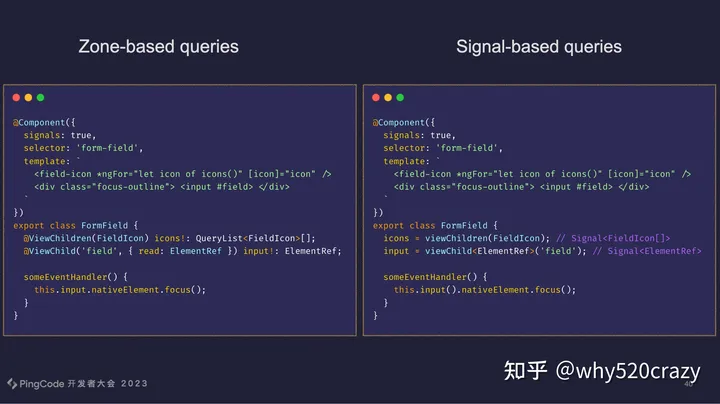 Zone-based queries
@Component({
  signals: true,
  selector: 'form-field',
  template: `
    <field-icon *ngFor="let icon of icons()" [icon]="icon" />
    <div class="focus-outline"> <input #field> </div>
  `
})
export class FormField {
  @ViewChildren(FieldIcon) icons!: QueryList<FieldIcon>[];
  @ViewChild('field', { read: ElementRef }) input!: ElementRef;

  someEventHandler() {
    this.input.nativeElement.focus();
  }
}
Signal-based queries
@Component({
  signals: true,
  selector: 'form-field',
  template: `
    <field-icon *ngFor="let icon of icons()" [icon]="icon" />
    <div class="focus-outline"> <input #field> </div>
  `
})
export class FormField {
  icons = viewChildren(FieldIcon); // Signal<FieldIcon[]>
  input = viewChild<ElementRef>('field'); // Signal<ElementRef>

  someEventHandler() {
    this.input().nativeElement.focus();
  }
}
PingCode 开发者大会 2023
知乎 @why520crazy